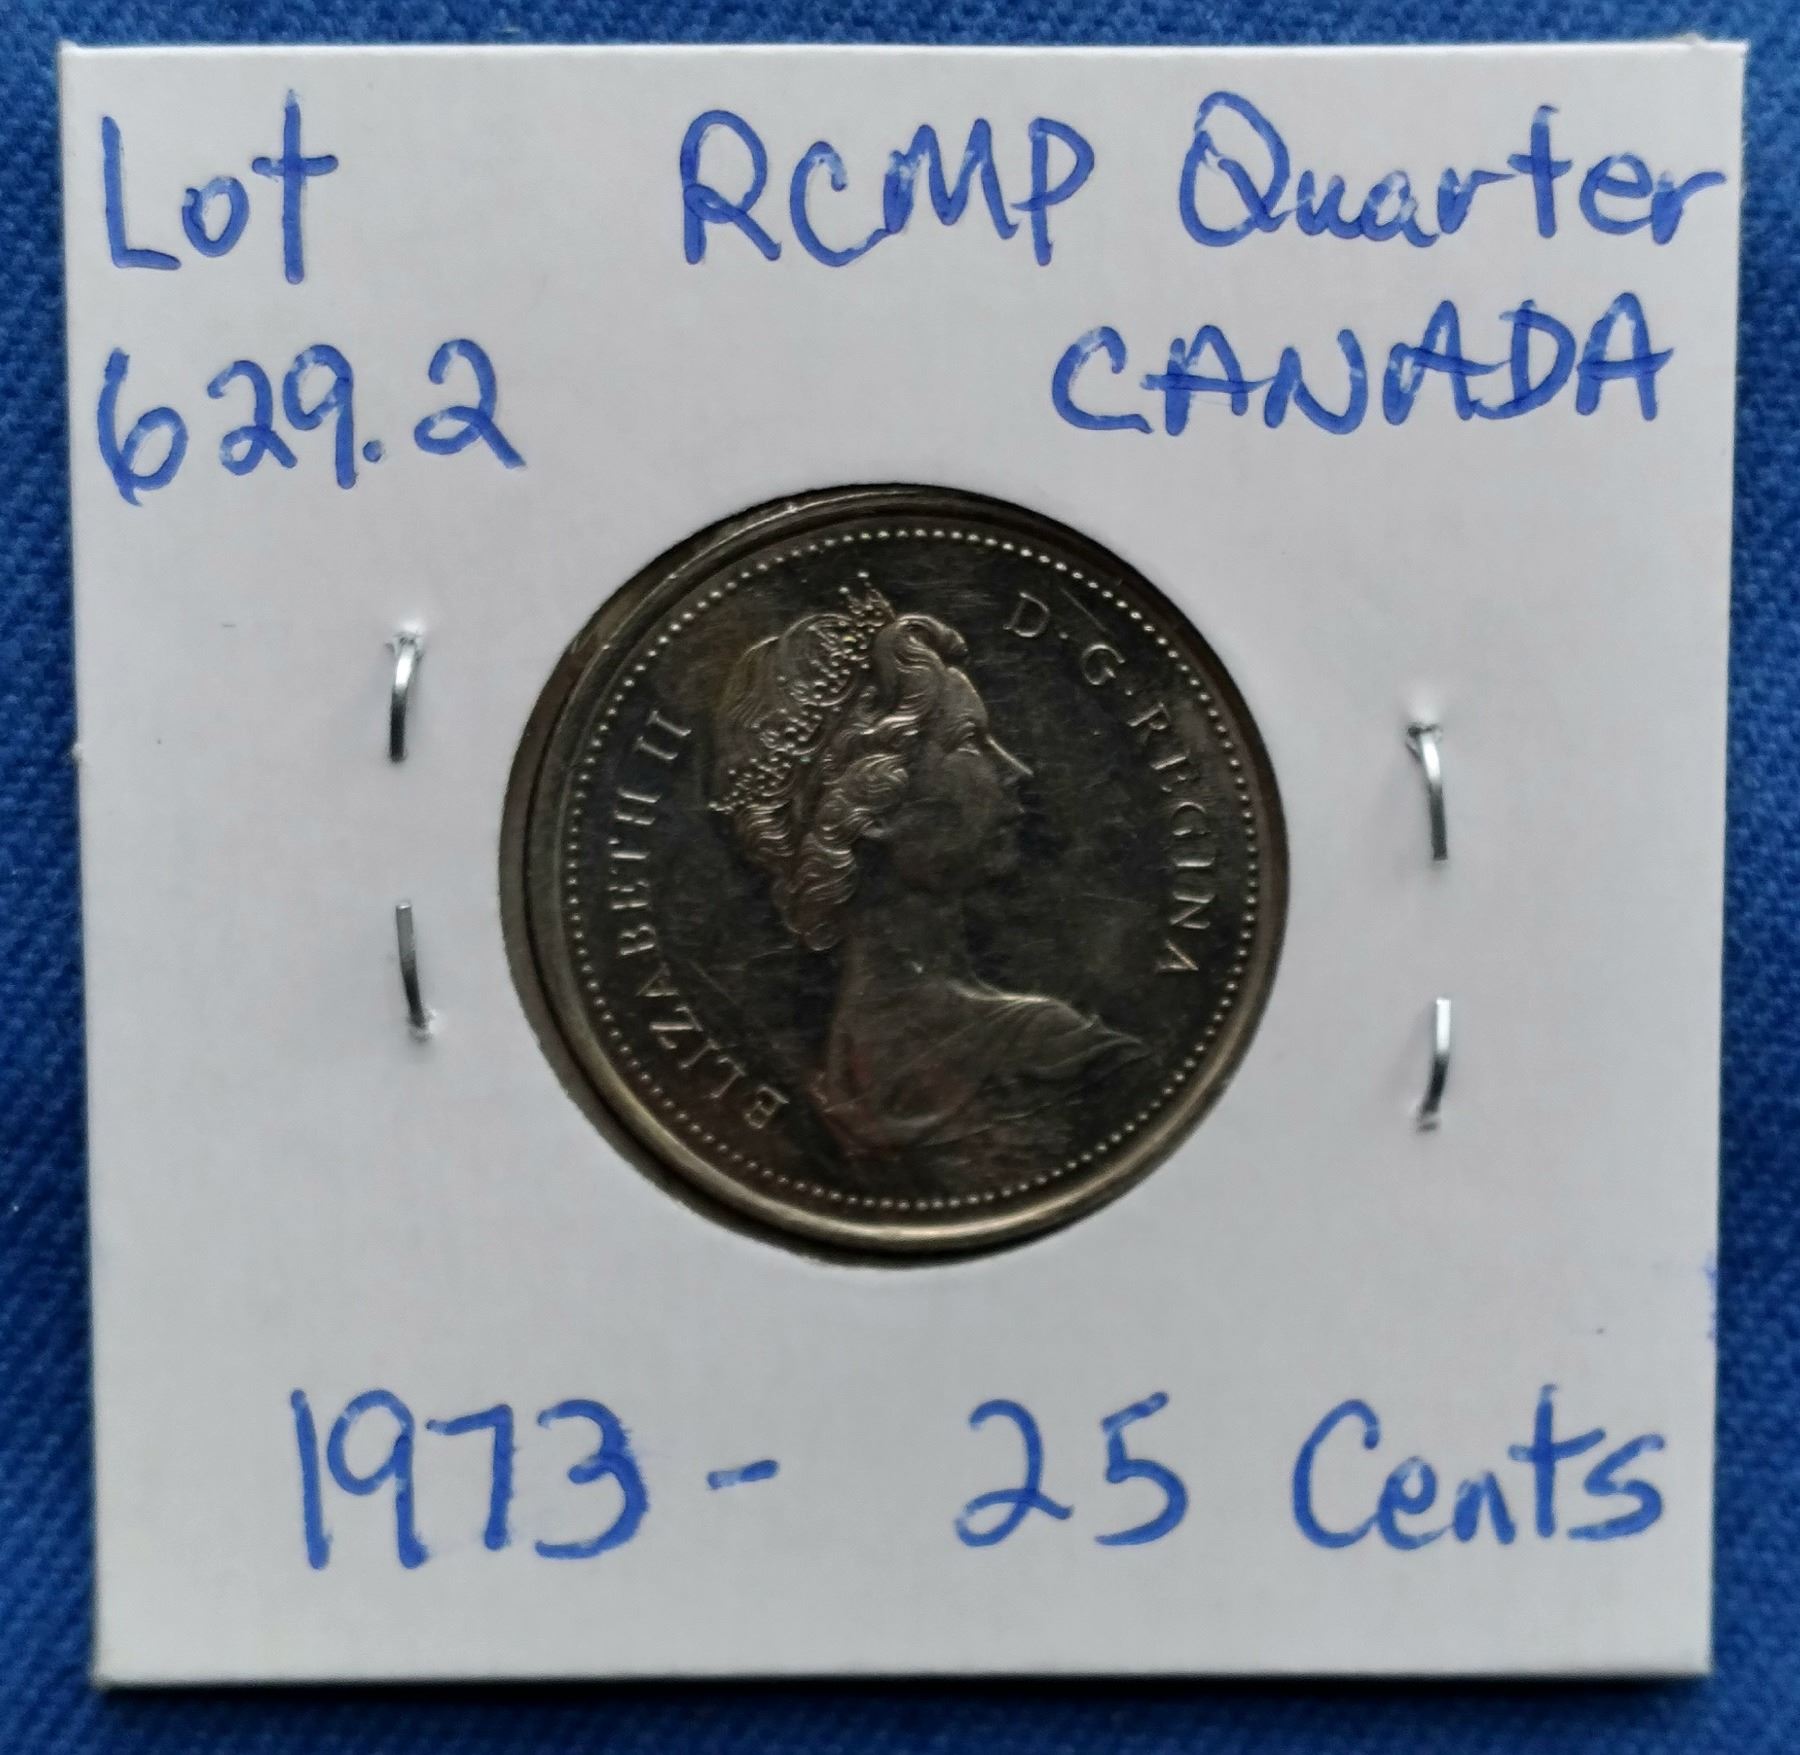 Lot RCMP Quarter
629.2 CANADA
ELIZABETH II D·G·REGINA
1973 - 25 Cents